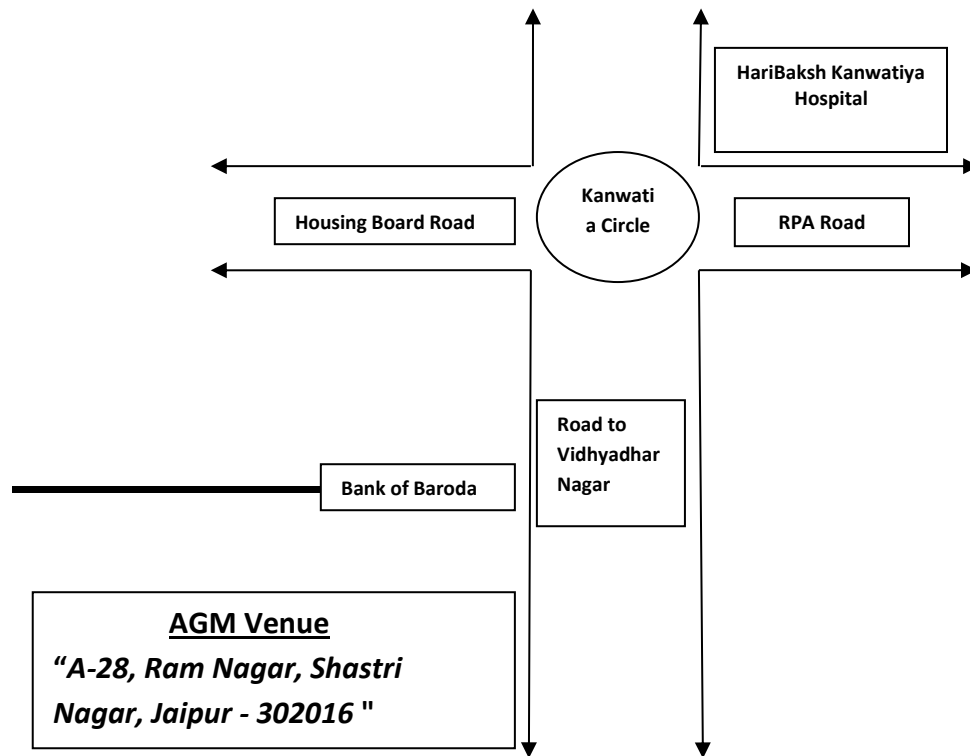 HariBaksh Kanwatiya
Hospital
Kanwati
a Circle
Housing Board Road
RPA Road
Road to
Vidhyadhar
Nagar
Bank of Baroda
AGM Venue
“A-28, Ram Nagar, Shastri
Nagar, Jaipur - 302016 "